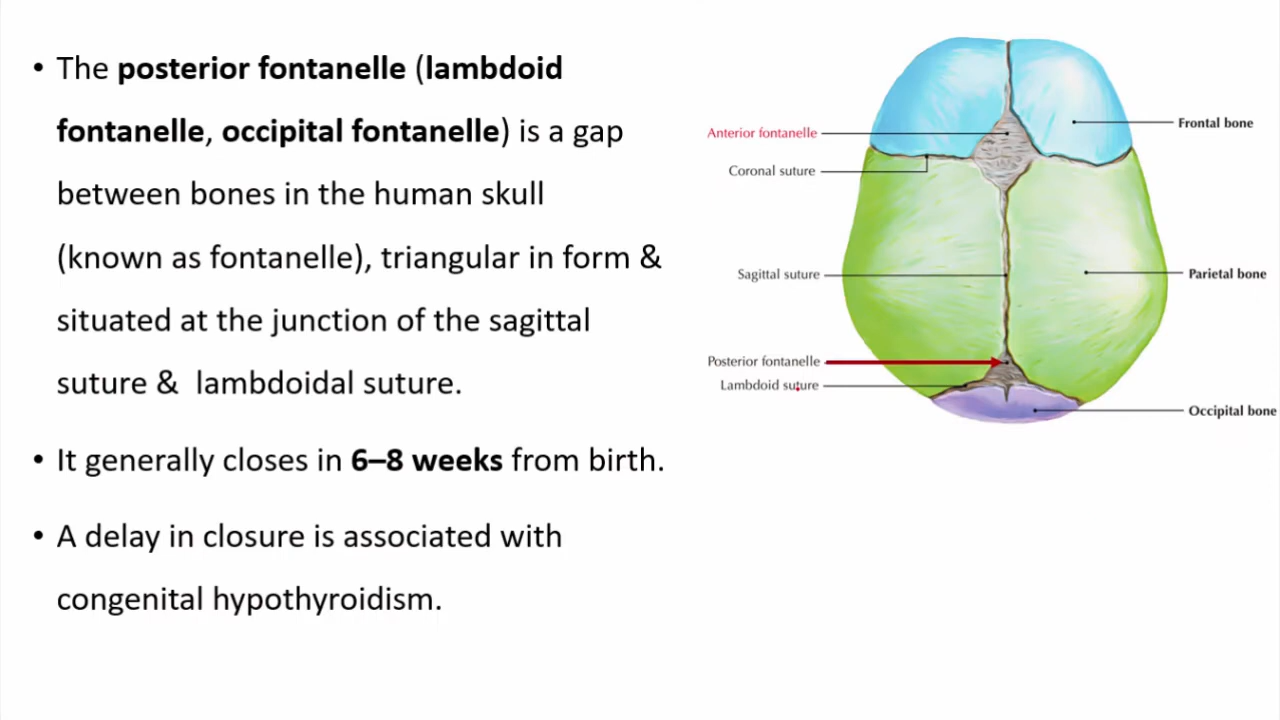 • The posterior fontanelle (lambdoid
fontanelle, occipital fontanelle) is a gap
between bones in the human skull
(known as fontanelle), triangular in form &
situated at the junction of the sagittal
suture &  lambdoidal suture.
• It generally closes in 6–8 weeks from birth.
• A delay in closure is associated with
congenital hypothyroidism.
Anterior fontanelle
Coronal suture
Sagittal suture
Posterior fontanelle
Lambdoid suture
Frontal bone
Parietal bone
Occipital bone